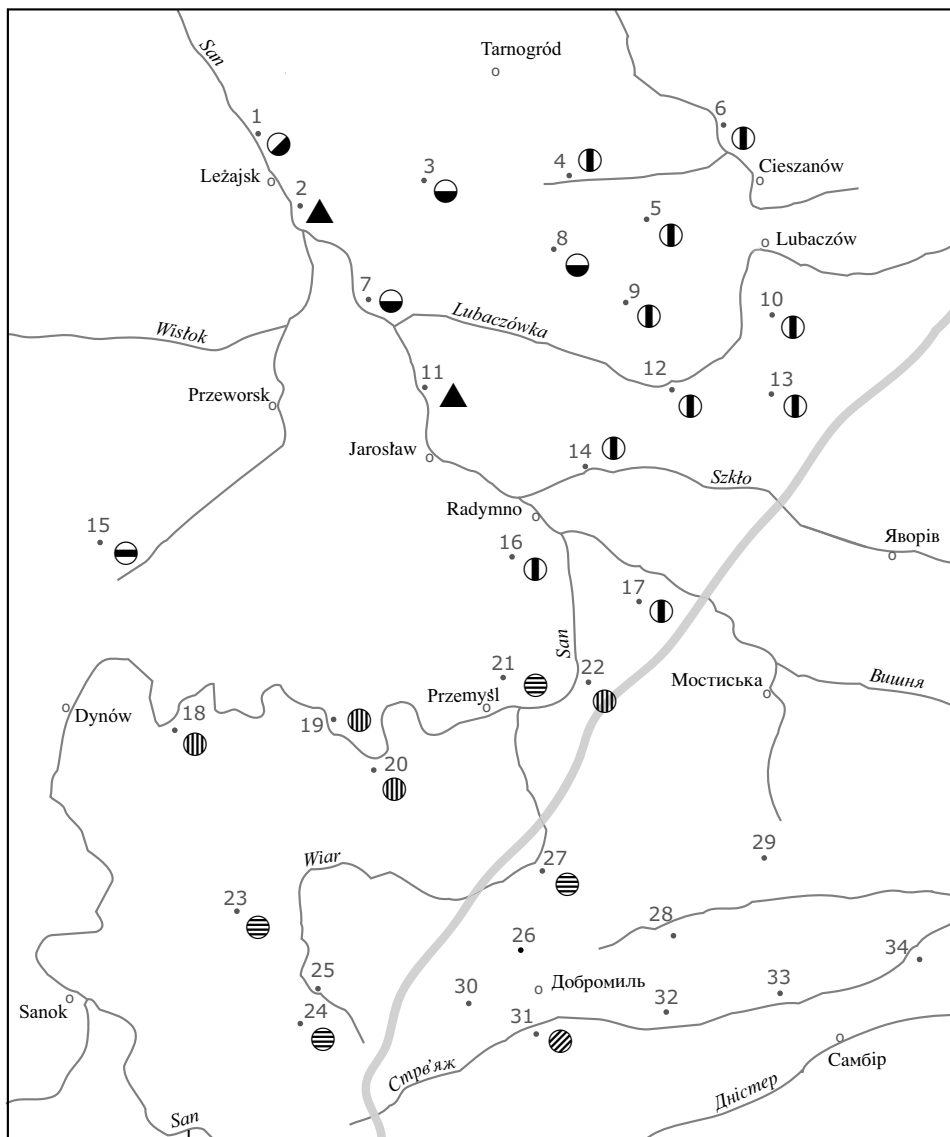 San
Tarnogród
1
6
3
4
Leżajsk
Cieszanów
2
5
8
Lubaczów
7
9
10
Lubaczówka
Wisłok
11
12
13
Przeworsk
Jarosław
14
Szkło
Radymno
15
16
Яворів
17
San
21
22
Przemyśl
Мостиська
Вишня
Dynów
18
19
20
29
Wiar
27
23
28
26
34
25
Добромиль
33
Sanok
30
32
24
31
Самбір
Стрв'яж
Дністер
San